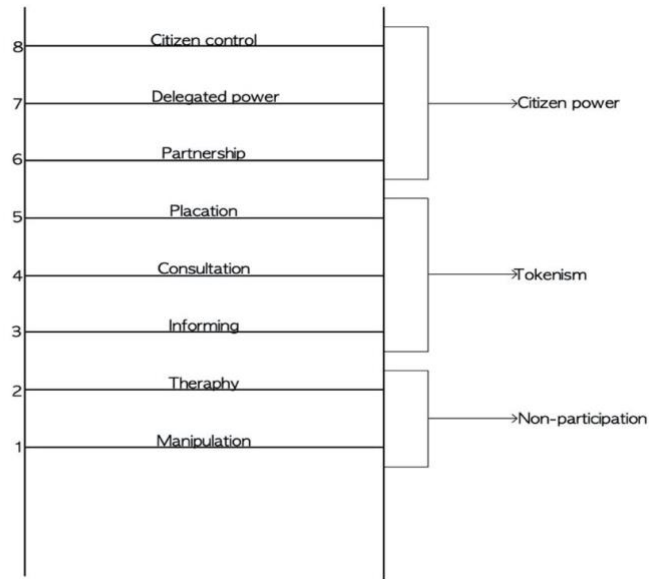 8 Citizen control
7 Delegated power
Citizen power
6 Partnership
5 Placation
4 Consultation
Tokenism
3 Informing
2 Theraphy
Non-participation
1 Manipulation